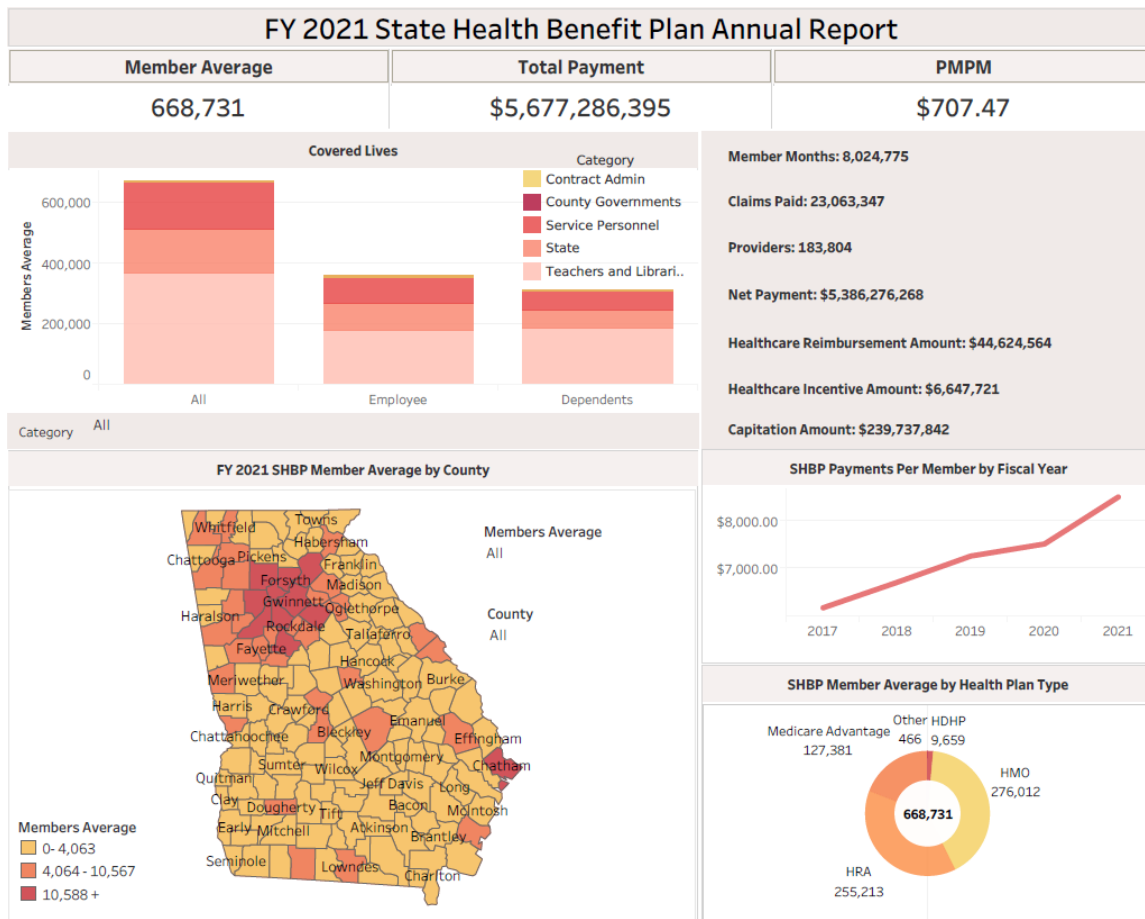 FY 2021 State Health Benefit Plan Annual Report
Member Average
Total Payment
PMPM
668,731
$5,677,286,395
$707.47
Covered Lives
Category
Contract Admin
County Governments
Service Personnel
State
Teachers and Librari..
Members Average
600,000
400,000
200,000
0
All
Employee
Dependents
Category
All
Member Months: 8,024,775
Claims Paid: 23,063,347
Providers: 183,804
Net Payment: $5,386,276,268
Healthcare Reimbursement Amount: $44,624,564
Healthcare Incentive Amount: $6,647,721
Capitation Amount: $239,737,842
FY 2021 SHBP Member Average by County
Towns
Whitfield
Habersham
Chattooga
Pickens
Franklin
Forsyth
Madison
Gwinnett
Oglethorpe
Haralson
Rockdale
Taliaferro
Fayette
Hancock
Meriwether
Washington
Burke
Harris
Crawford
Emanuel
Chattahoochee
Bleckley
Effingham
Montgomery
Chatham
Sumter
Wilcox
Quitman
Jeff Davis
Long
Clay
Dougherty
Tift
Bacon
McIntosh
Early
Mitchell
Atkinson
Brantley
Seminole
Lowndes
Charlton
Members Average
All
County
All
Members Average
0- 4,063
4,064 - 10,567
10,588 +
SHBP Payments Per Member by Fiscal Year
$8,000.00
$7,000.00
2017
2018
2019
2020
2021
SHBP Member Average by Health Plan Type
Other
466
HDHP
9,659
Medicare Advantage
127,381
HMO
276,012
668,731
HRA
255,213